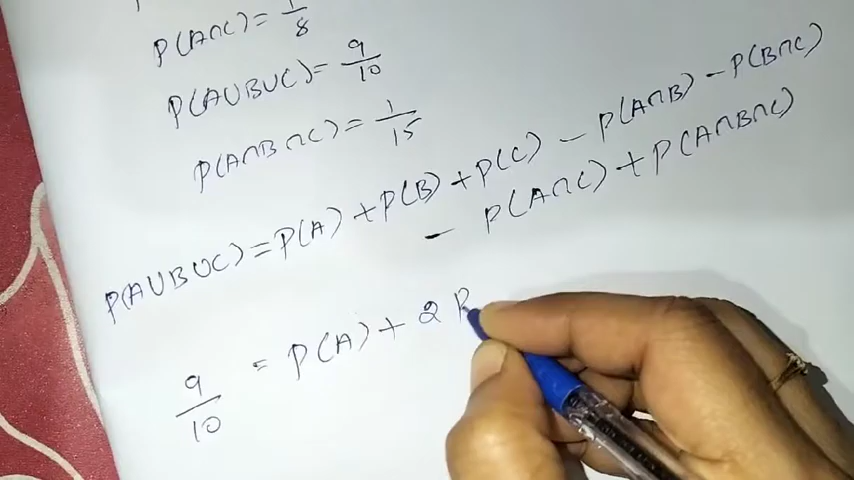 P(A∩C) = 1/8
P(A∪B∪C) = 9/10
P(A∩B∩C) = 1/15
P(A∪B∪C) = P(A) + P(B) + P(C) - P(A∩B) - P(B∩C)
- P(A∩C) + P(A∩B∩C)
9/10 = P(A) + 2 P